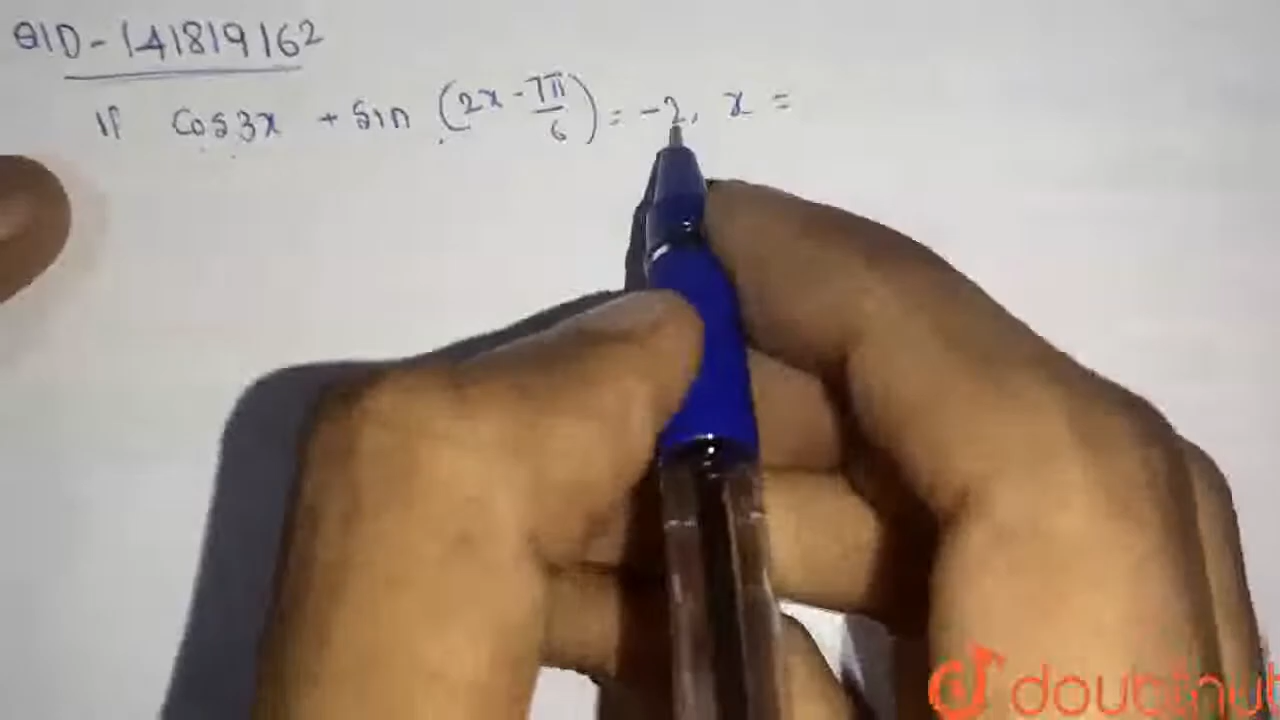 QID - 141819162
If cos3x + sin (2x - 7π/6) = -2, x =
doubtnut